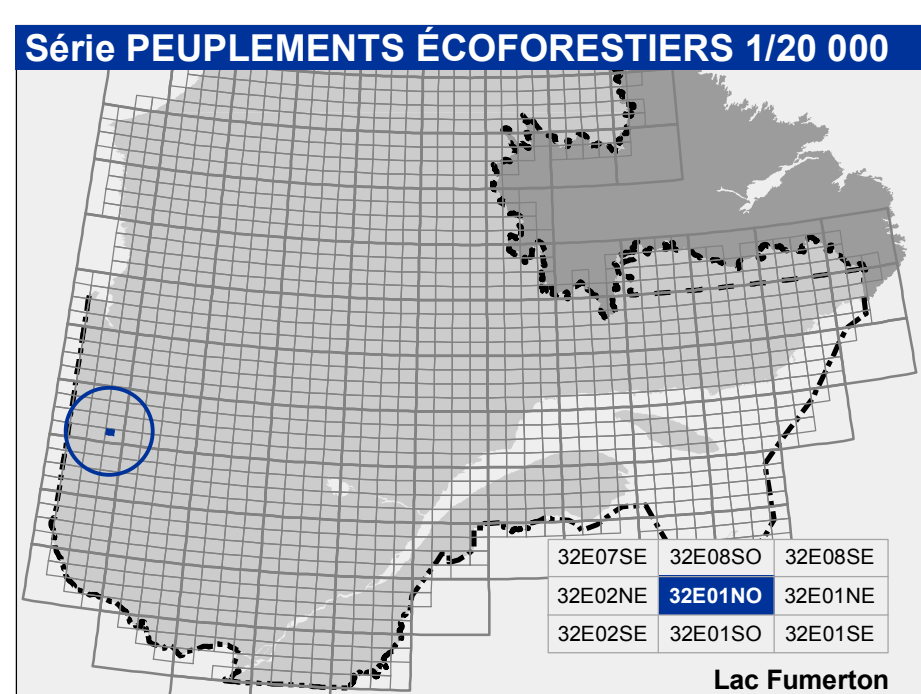 Série PEUPLEMENTS ÉCOFORESTIERS 1/20 000
32E07SE 32E08SO 32E08SE
32E02NE 32E01NO 32E01NE
32E02SE 32E01SO 32E01SE
Lac Fumerton